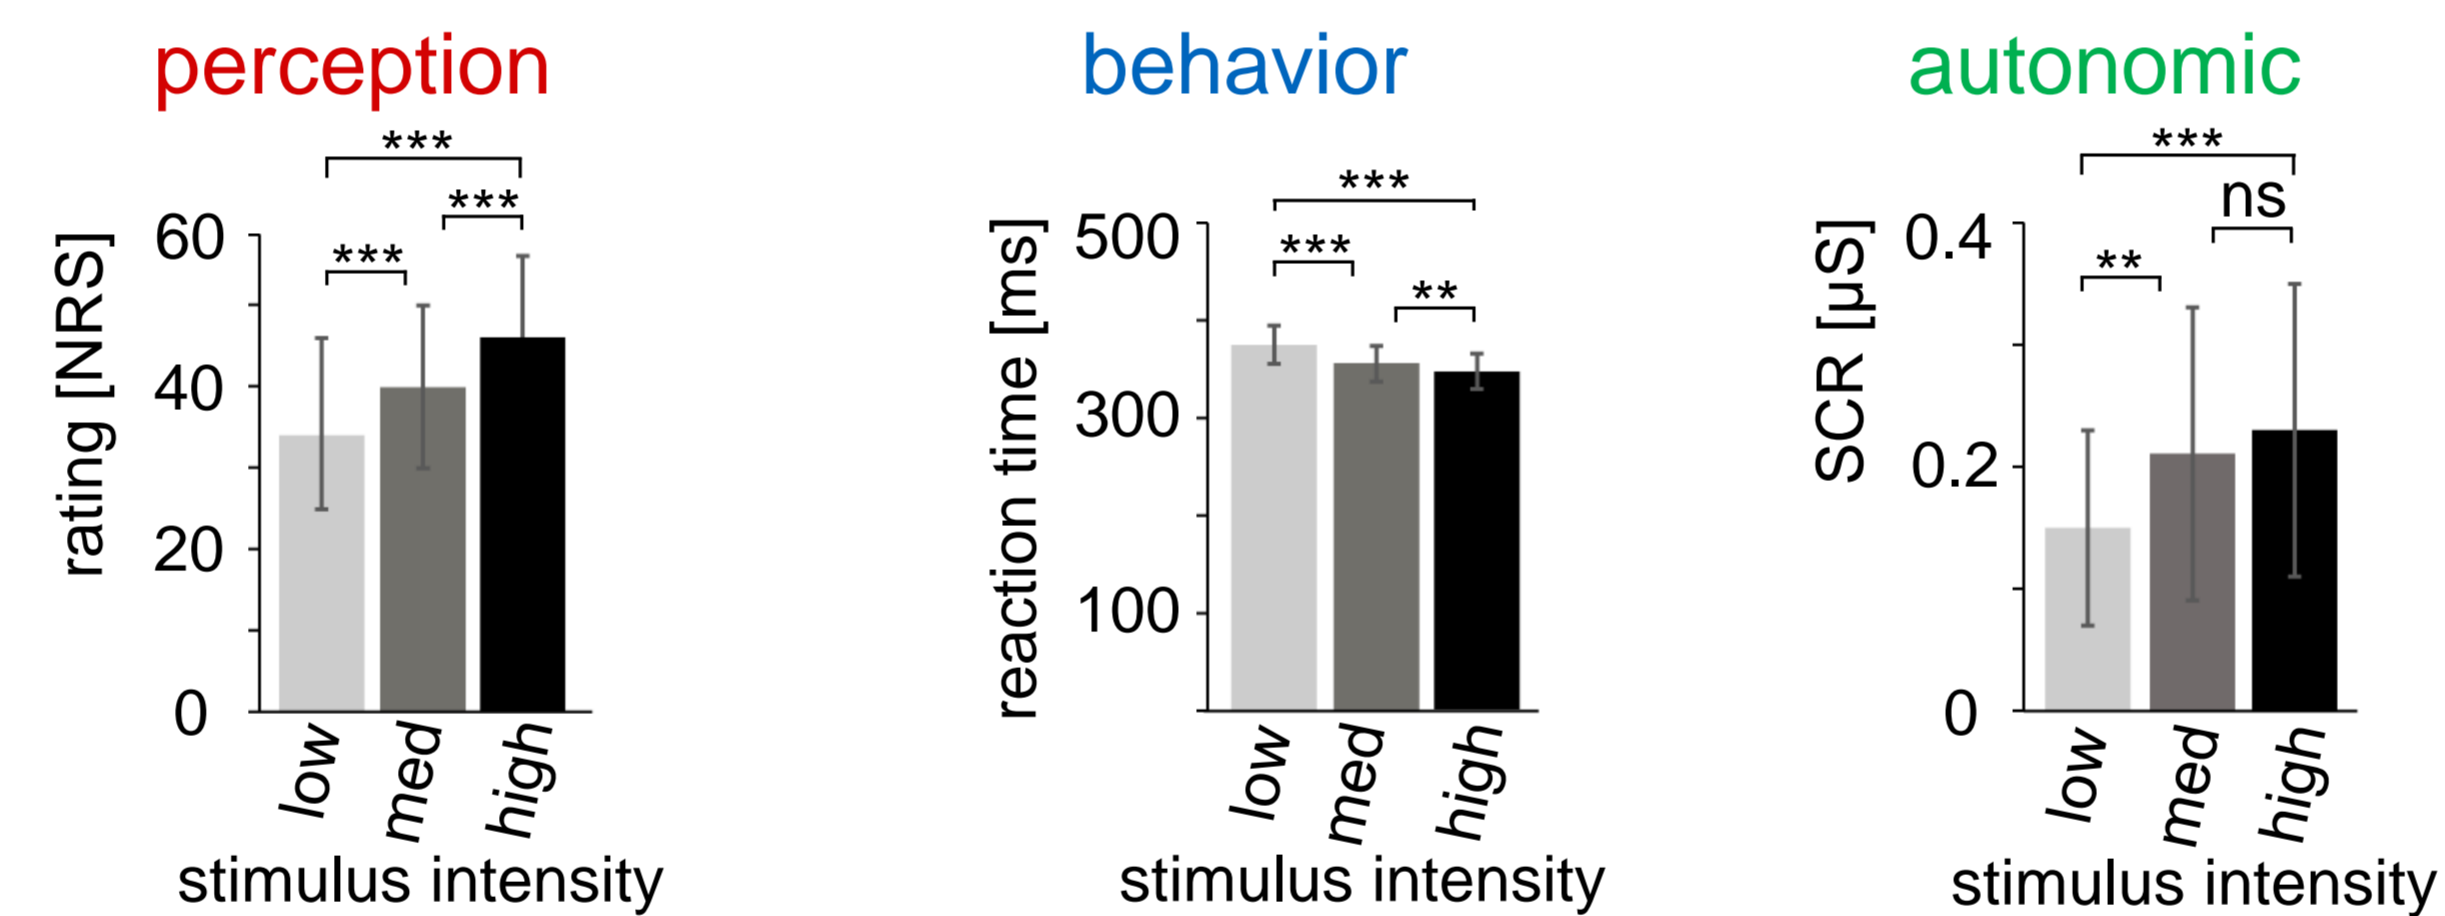 perception
***
***
***
rating [NRS]
60
40
20
0
low
med
high
stimulus intensity
behavior
***
***
**
reaction time [ms]
500
300
100
low
med
high
stimulus intensity
autonomic
***
ns
**
SCR [µS]
0.4
0.2
0
low
med
high
stimulus intensity